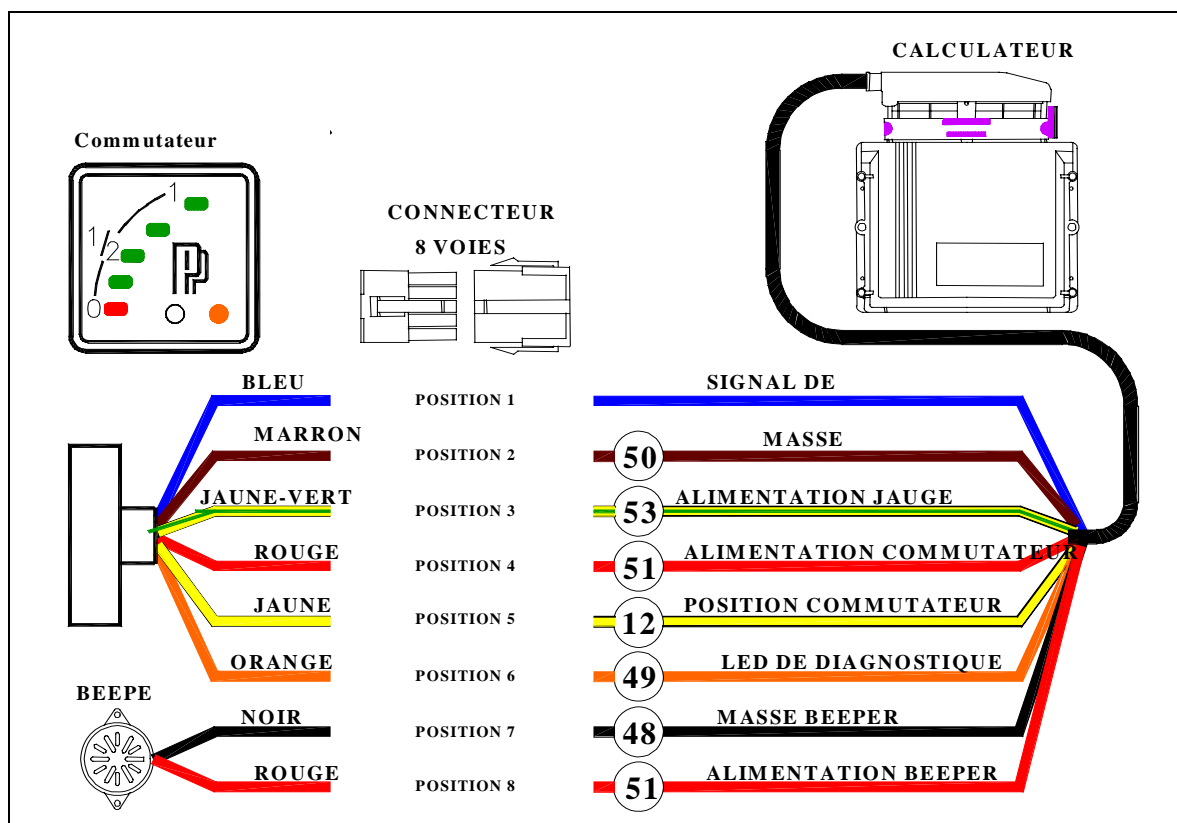 CALCULATEUR
Commutateur
1
1/2
0
CONNECTEUR
8 VOIES
BLEU POSITION 1 SIGNAL DE
MARRON POSITION 2 50 MASSE
JAUNE-VERT POSITION 3 53 ALIMENTATION JAUGE
ROUGE POSITION 4 51 ALIMENTATION COMMUTATEUR
JAUNE POSITION 5 12 POSITION COMMUTATEUR
ORANGE POSITION 6 49 LED DE DIAGNOSTIQUE
BEEPE
NOIR POSITION 7 48 MASSE BEEPER
ROUGE POSITION 8 51 ALIMENTATION BEEPER